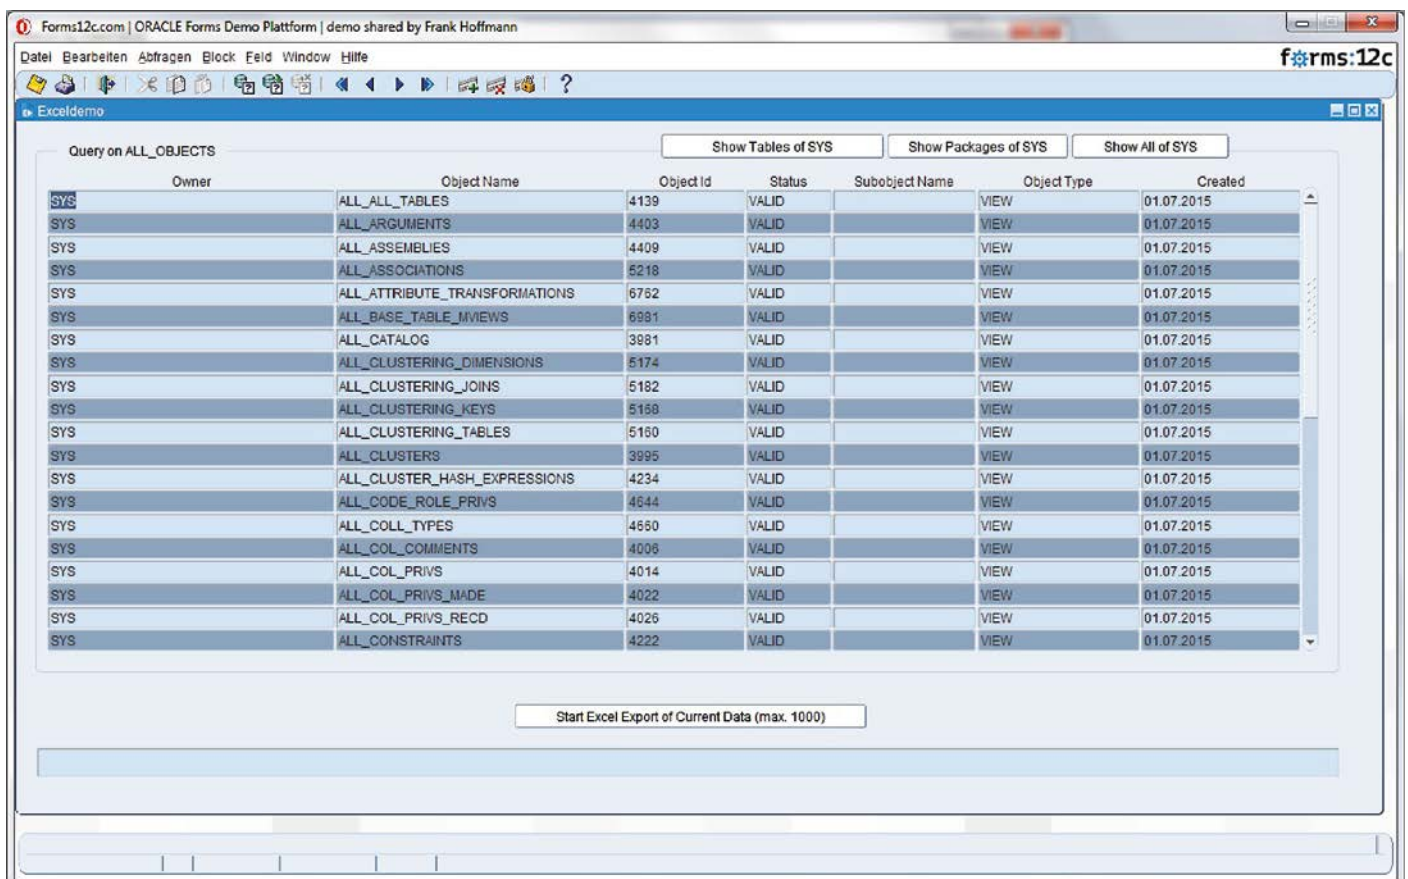 Forms12c.com | ORACLE Forms Demo Plattform | demo shared by Frank Hoffmann
Datei Bearbeiten Abfragen Block Feld Window Hilfe
forms:12c
Exceldemo
Query on ALL_OBJECTS Show Tables of SYS Show Packages of SYS Show All of SYS
Owner Object Name Object Id Status Subobject Name Object Type Created
SYS ALL_ALL_TABLES 4139 VALID VIEW 01.07.2015
SYS ALL_ARGUMENTS 4403 VALID VIEW 01.07.2015
SYS ALL_ASSEMBLIES 4409 VALID VIEW 01.07.2015
SYS ALL_ASSOCIATIONS 5218 VALID VIEW 01.07.2015
SYS ALL_ATTRIBUTE_TRANSFORMATIONS 6762 VALID VIEW 01.07.2015
SYS ALL_BASE_TABLE_MVIEWS 6981 VALID VIEW 01.07.2015
SYS ALL_CATALOG 3981 VALID VIEW 01.07.2015
SYS ALL_CLUSTERING_DIMENSIONS 5174 VALID VIEW 01.07.2015
SYS ALL_CLUSTERING_JOINS 5182 VALID VIEW 01.07.2015
SYS ALL_CLUSTERING_KEYS 5168 VALID VIEW 01.07.2015
SYS ALL_CLUSTERING_TABLES 5160 VALID VIEW 01.07.2015
SYS ALL_CLUSTERS 3995 VALID VIEW 01.07.2015
SYS ALL_CLUSTER_HASH_EXPRESSIONS 4234 VALID VIEW 01.07.2015
SYS ALL_CODE_ROLE_PRIVS 4644 VALID VIEW 01.07.2015
SYS ALL_COLL_TYPES 4660 VALID VIEW 01.07.2015
SYS ALL_COL_COMMENTS 4006 VALID VIEW 01.07.2015
SYS ALL_COL_PRIVS 4014 VALID VIEW 01.07.2015
SYS ALL_COL_PRIVS_MADE 4022 VALID VIEW 01.07.2015
SYS ALL_COL_PRIVS_RECD 4026 VALID VIEW 01.07.2015
SYS ALL_CONSTRAINTS 4222 VALID VIEW 01.07.2015
Start Excel Export of Current Data (max. 1000)